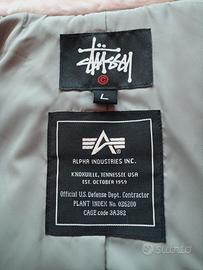 Stüssy
©
L
ALPHA INDUSTRIES INC.
KNOXVILLE, TENNESSEE USA
EST. OCTOBER 1959
Official U.S. Defense Dept. Contractor
PLANT INDEX No. 026200
CAGE code 3A382
subito